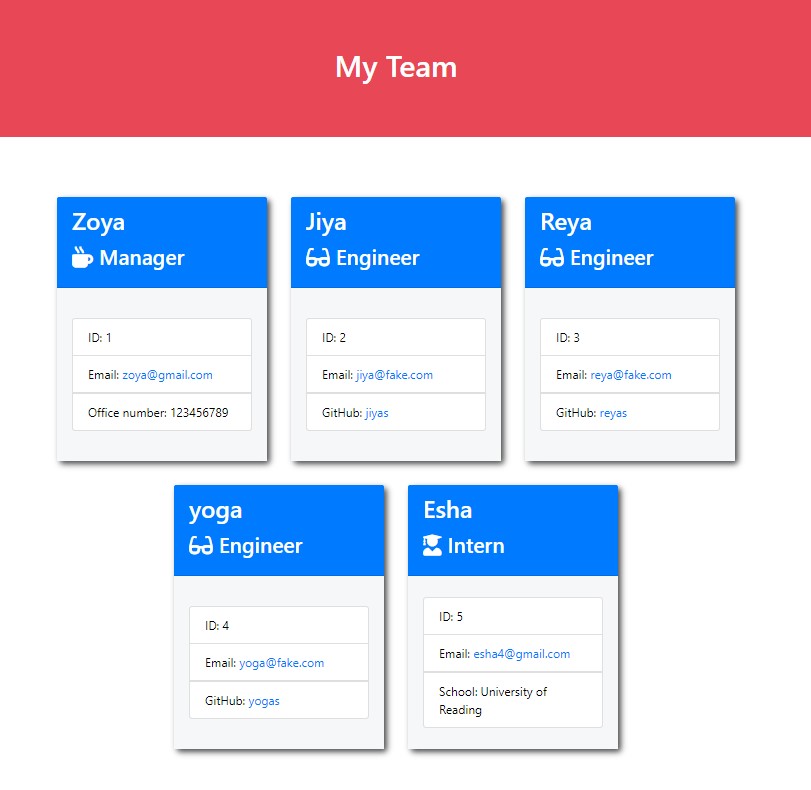 My Team
Zoya
Manager
ID: 1
Email: zoya@gmail.com
Office number: 123456789
Jiya
Engineer
ID: 2
Email: jiya@fake.com
GitHub: jiyas
Reya
Engineer
ID: 3
Email: reya@fake.com
GitHub: reyas
yoga
Engineer
ID: 4
Email: yoga@fake.com
GitHub: yogas
Esha
Intern
ID: 5
Email: esha4@gmail.com
School: University of
Reading